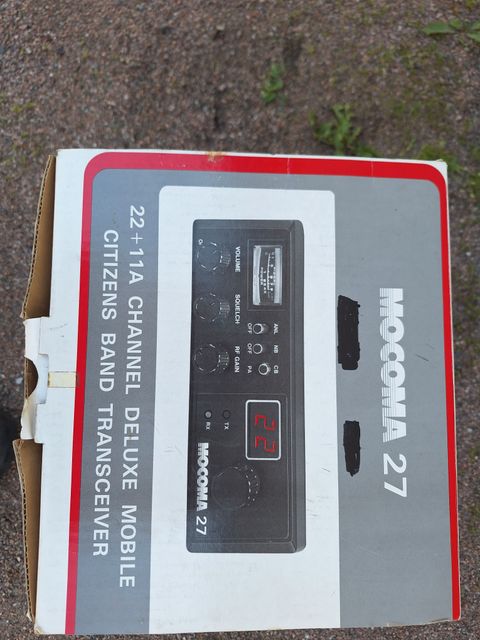 MOCOMA 27
VOLUME
SQUELCH
RF GAIN
ANL
NB
CB
OFF
OFF
PA
22
TX
RX
MOCOMA 27
22+11A CHANNEL DELUXE MOBILE
CITIZENS BAND TRANSCEIVER